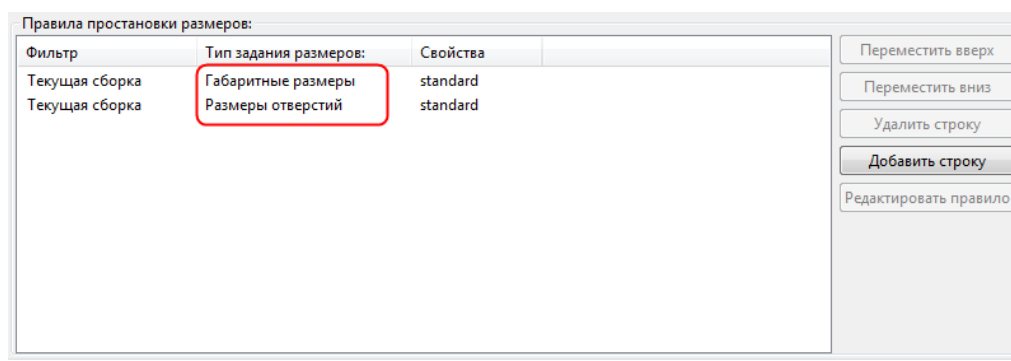 Правила простановки размеров:
Фильтр Тип задания размеров: Свойства
Текущая сборка Габаритные размеры standard
Текущая сборка Размеры отверстий standard
Переместить вверх
Переместить вниз
Удалить строку
Добавить строку
Редактировать правило